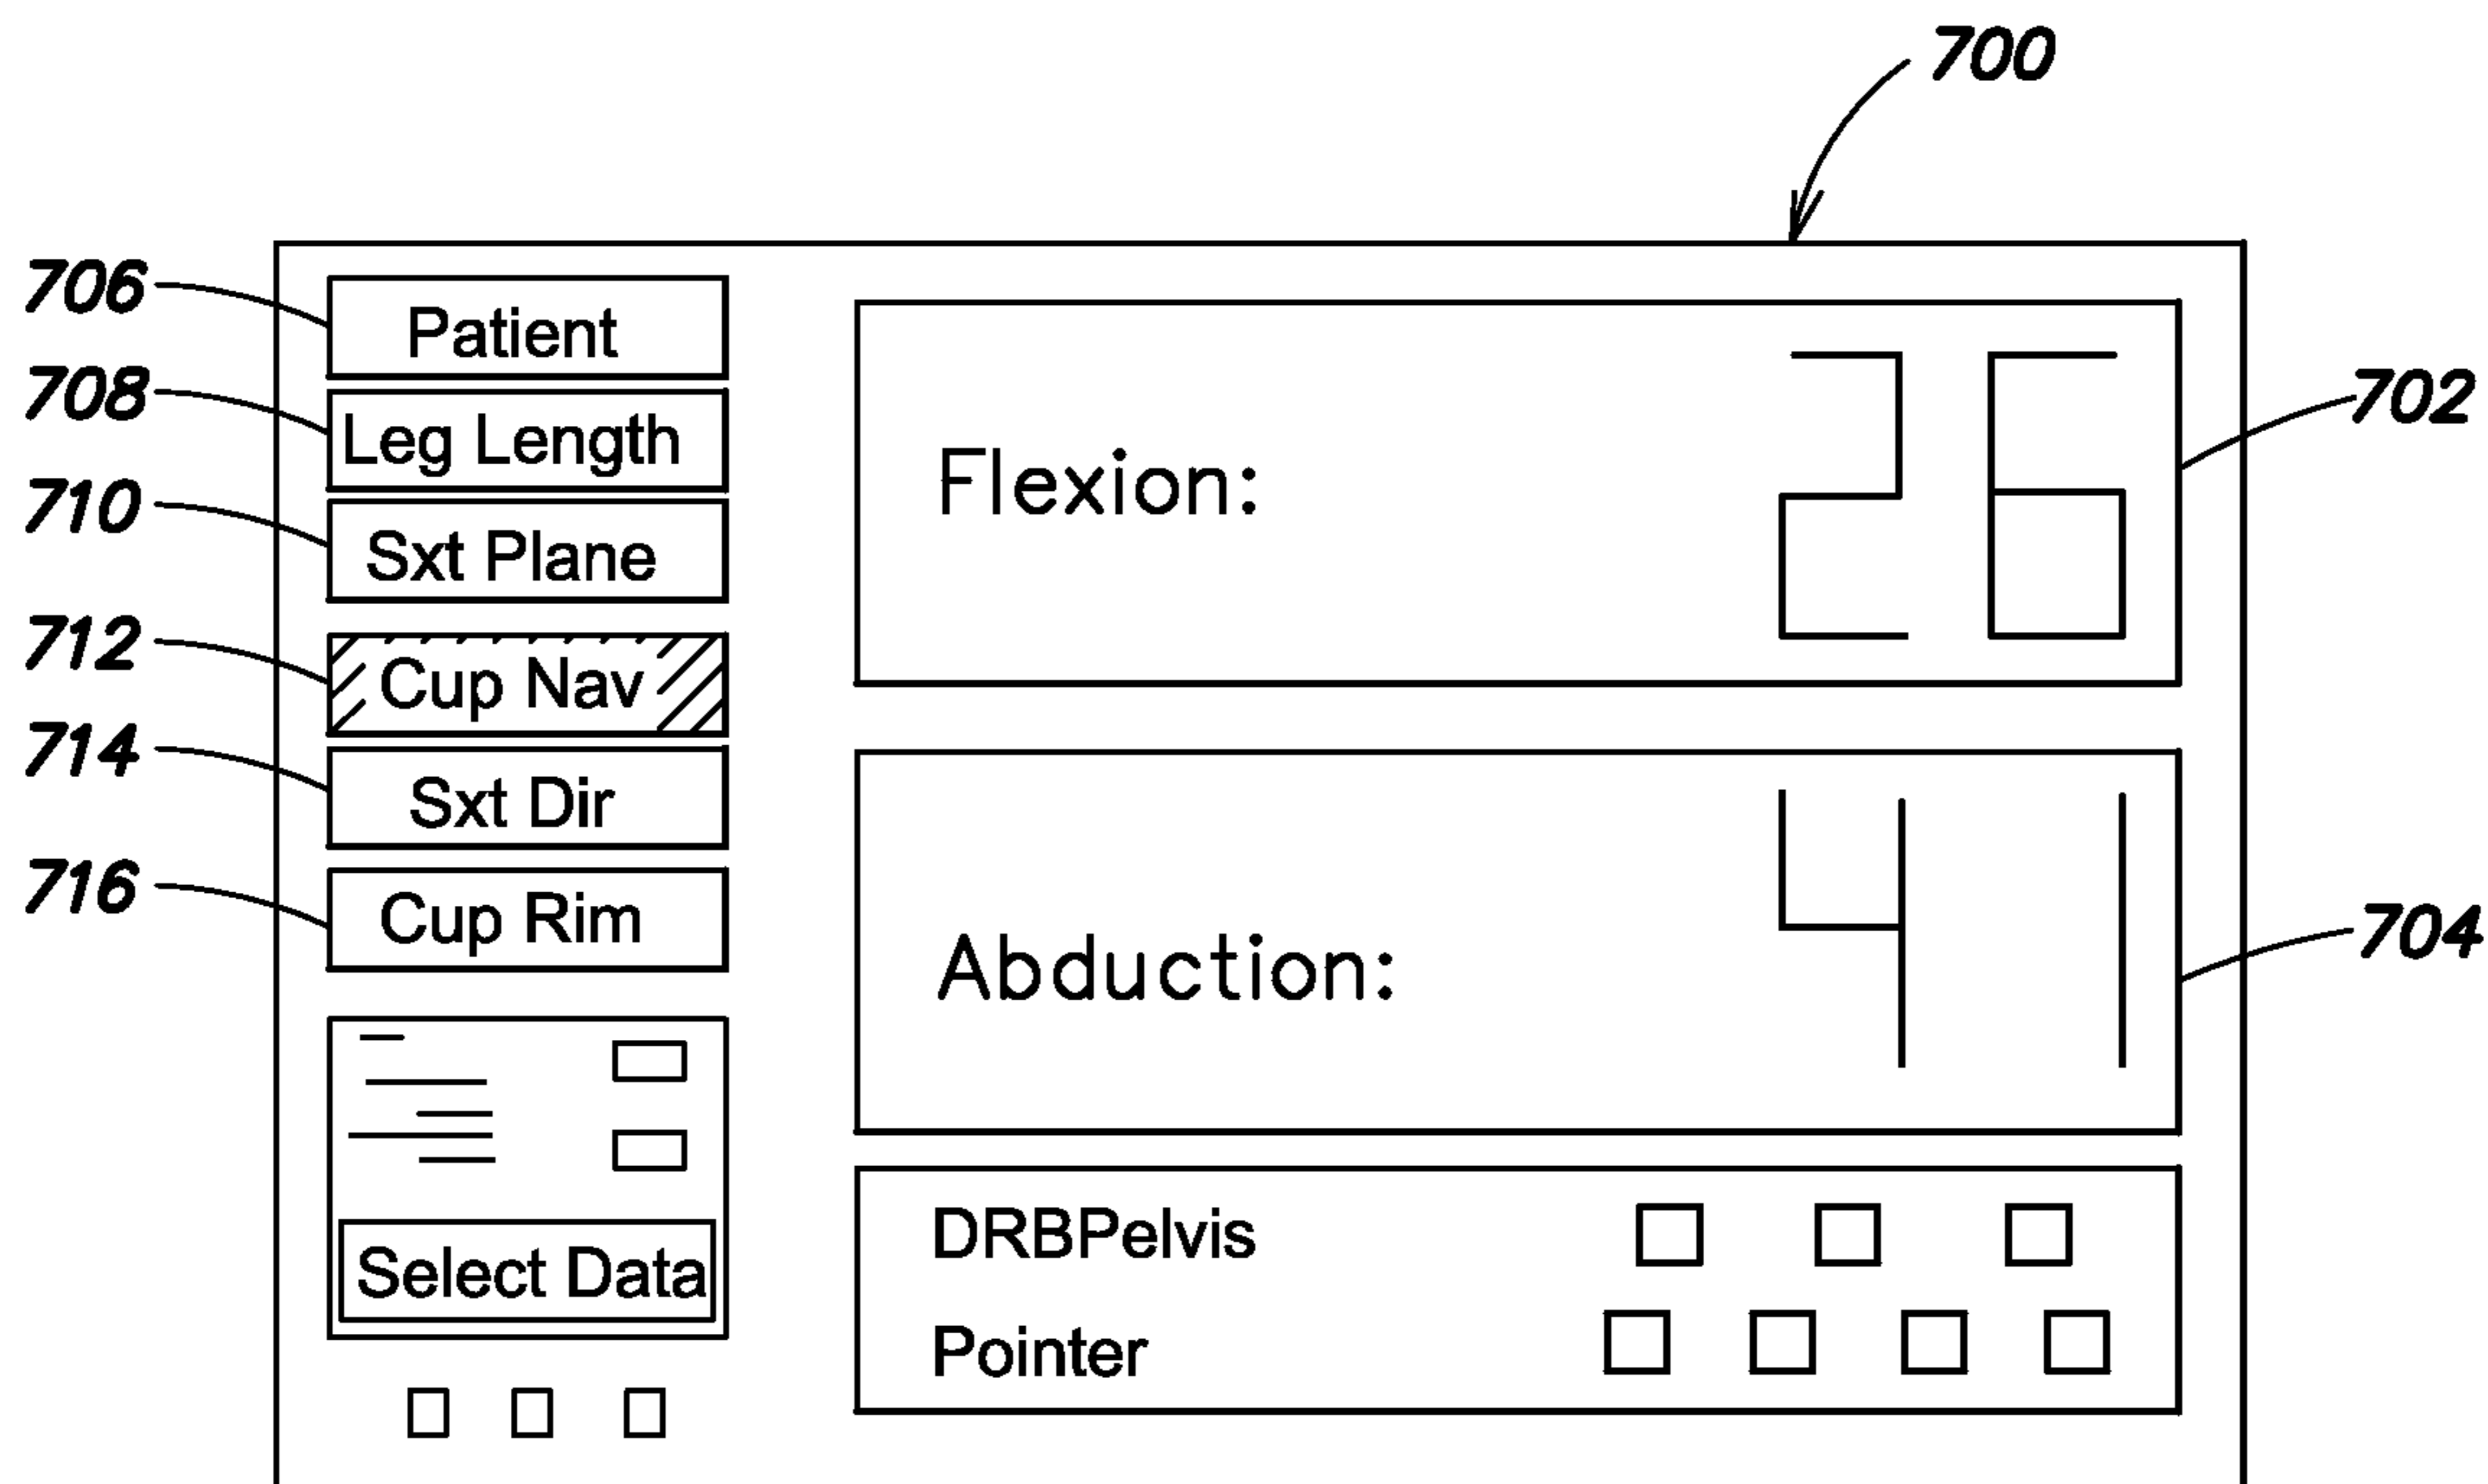 700
706
Patient
708
Leg Length
710
Sxt Plane
712
Cup Nav
714
Sxt Dir
716
Cup Rim
Select Data
Flexion: 26
702
Abduction: 41
704
DRBPelvis
Pointer